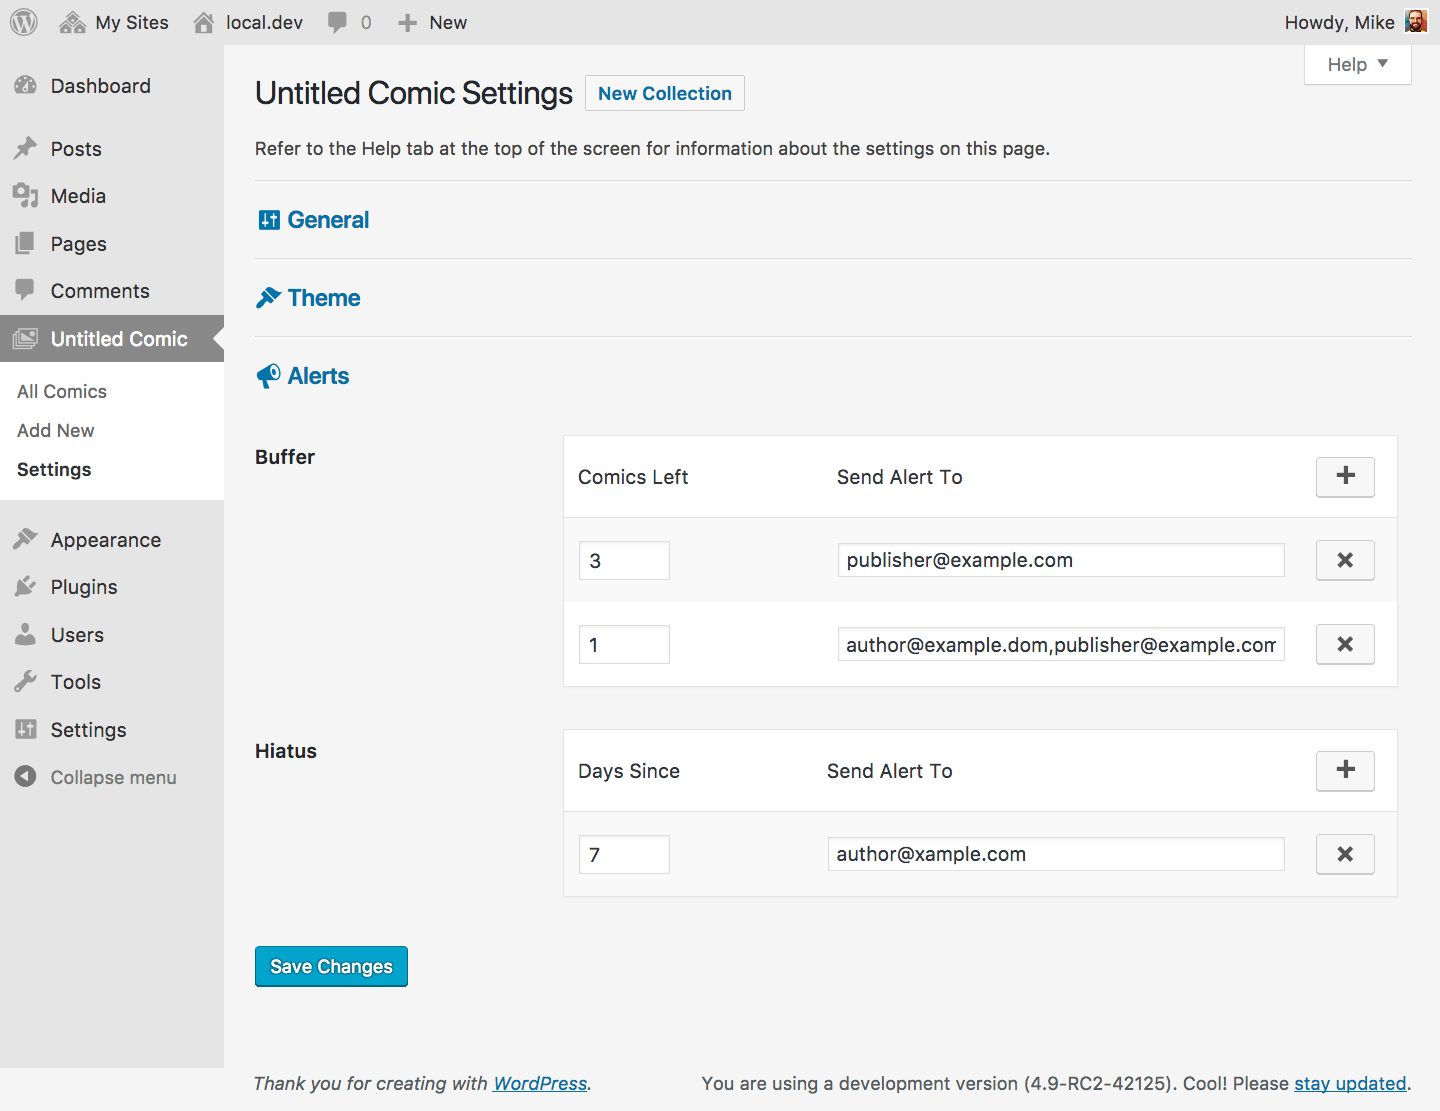 My Sites
local.dev
0
New
Howdy, Mike
Help
Dashboard
Posts
Media
Pages
Comments
Untitled Comic
All Comics
Add New
Settings
Appearance
Plugins
Users
Tools
Settings
Collapse menu
Untitled Comic Settings
New Collection
Refer to the Help tab at the top of the screen for information about the settings on this page.
General
Theme
Alerts
Buffer
Comics Left
Send Alert To
3
publisher@example.com
1
author@example.dom,publisher@example.com
Hiatus
Days Since
Send Alert To
7
author@xample.com
Save Changes
Thank you for creating with WordPress.
You are using a development version (4.9-RC2-42125). Cool! Please stay updated.